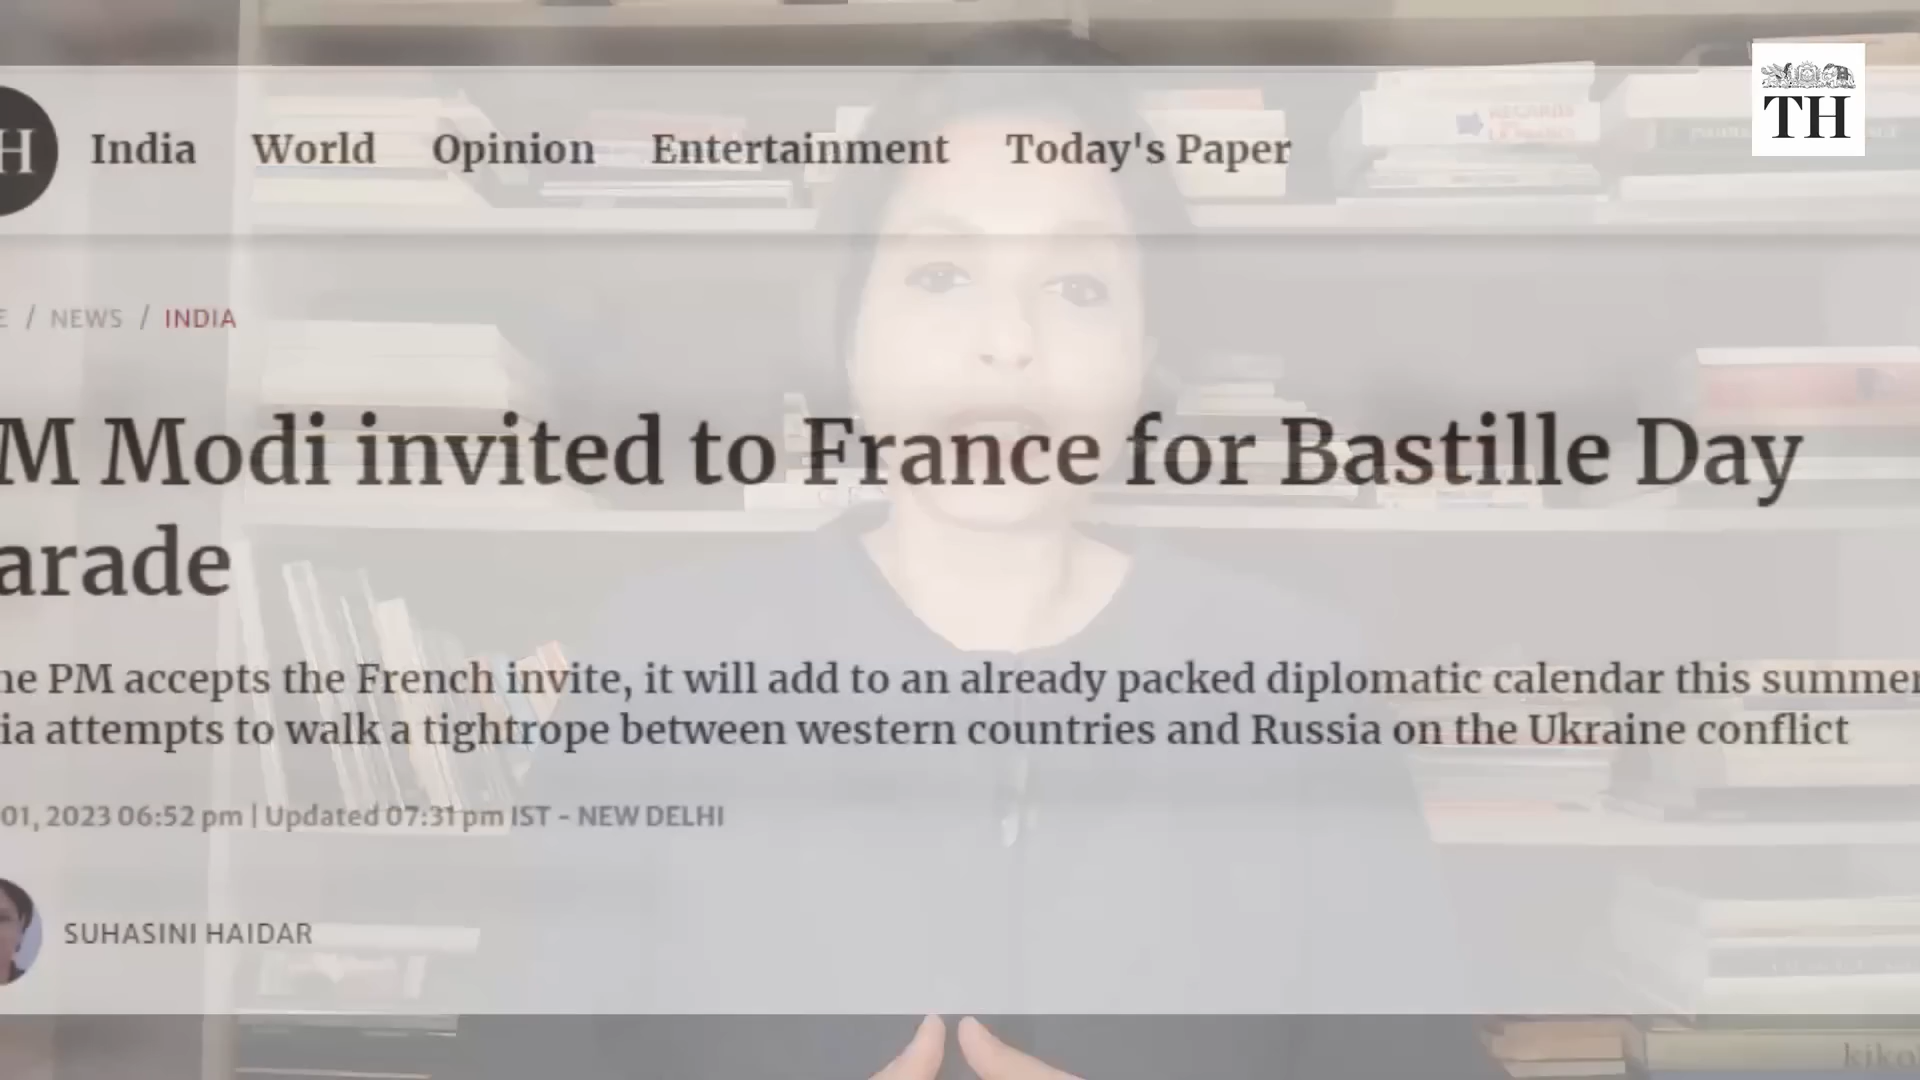 TH
H India World Opinion Entertainment Today's Paper
E / NEWS / INDIA
M Modi invited to France for Bastille Day
arade
ne PM accepts the French invite, it will add to an already packed diplomatic calendar this summer
ia attempts to walk a tightrope between western countries and Russia on the Ukraine conflict
01, 2023 06:52 pm | Updated 07:31 pm IST - NEW DELHI
SUHASINI HAIDAR
kiko